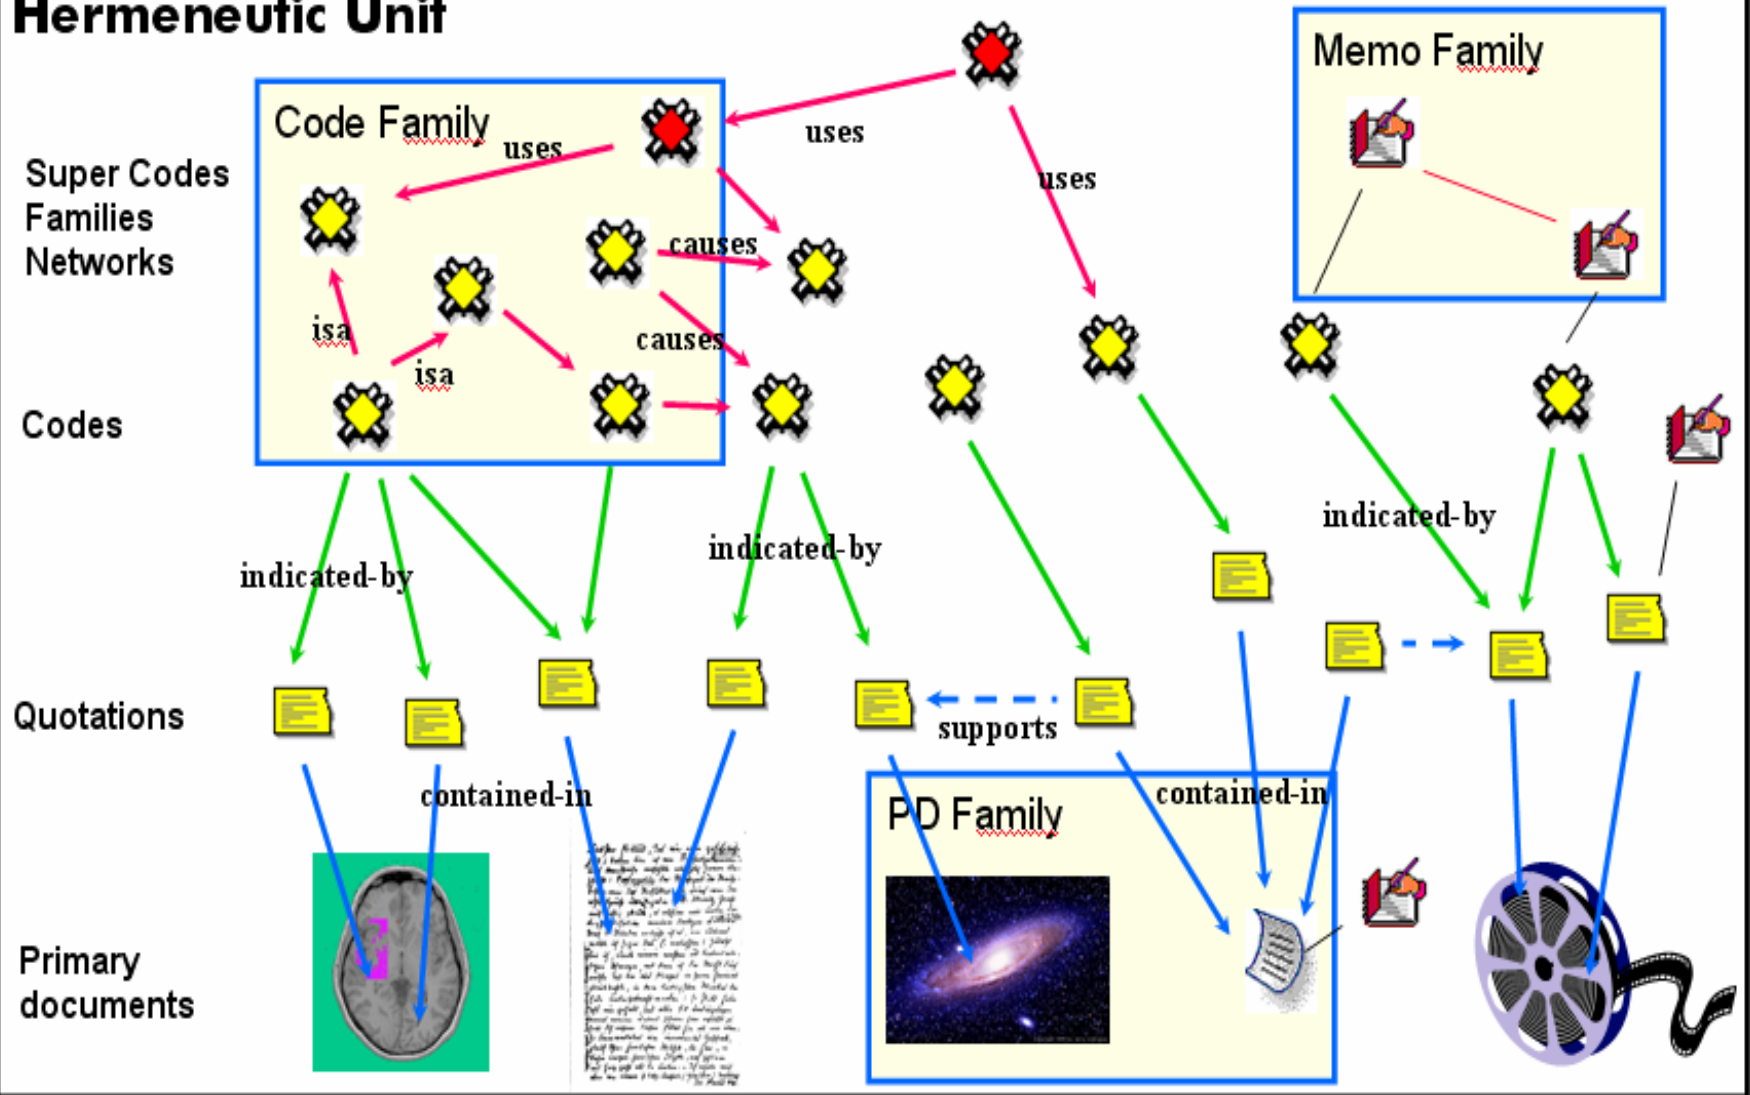 Hermeneutic Unit
Memo Family
Code Family
uses
uses
uses
Super Codes
Families
Networks
causes
isa
causes
isa
Codes
indicated-by
indicated-by
indicated-by
Quotations
supports
contained-in
contained-in
PD Family
Primary
documents